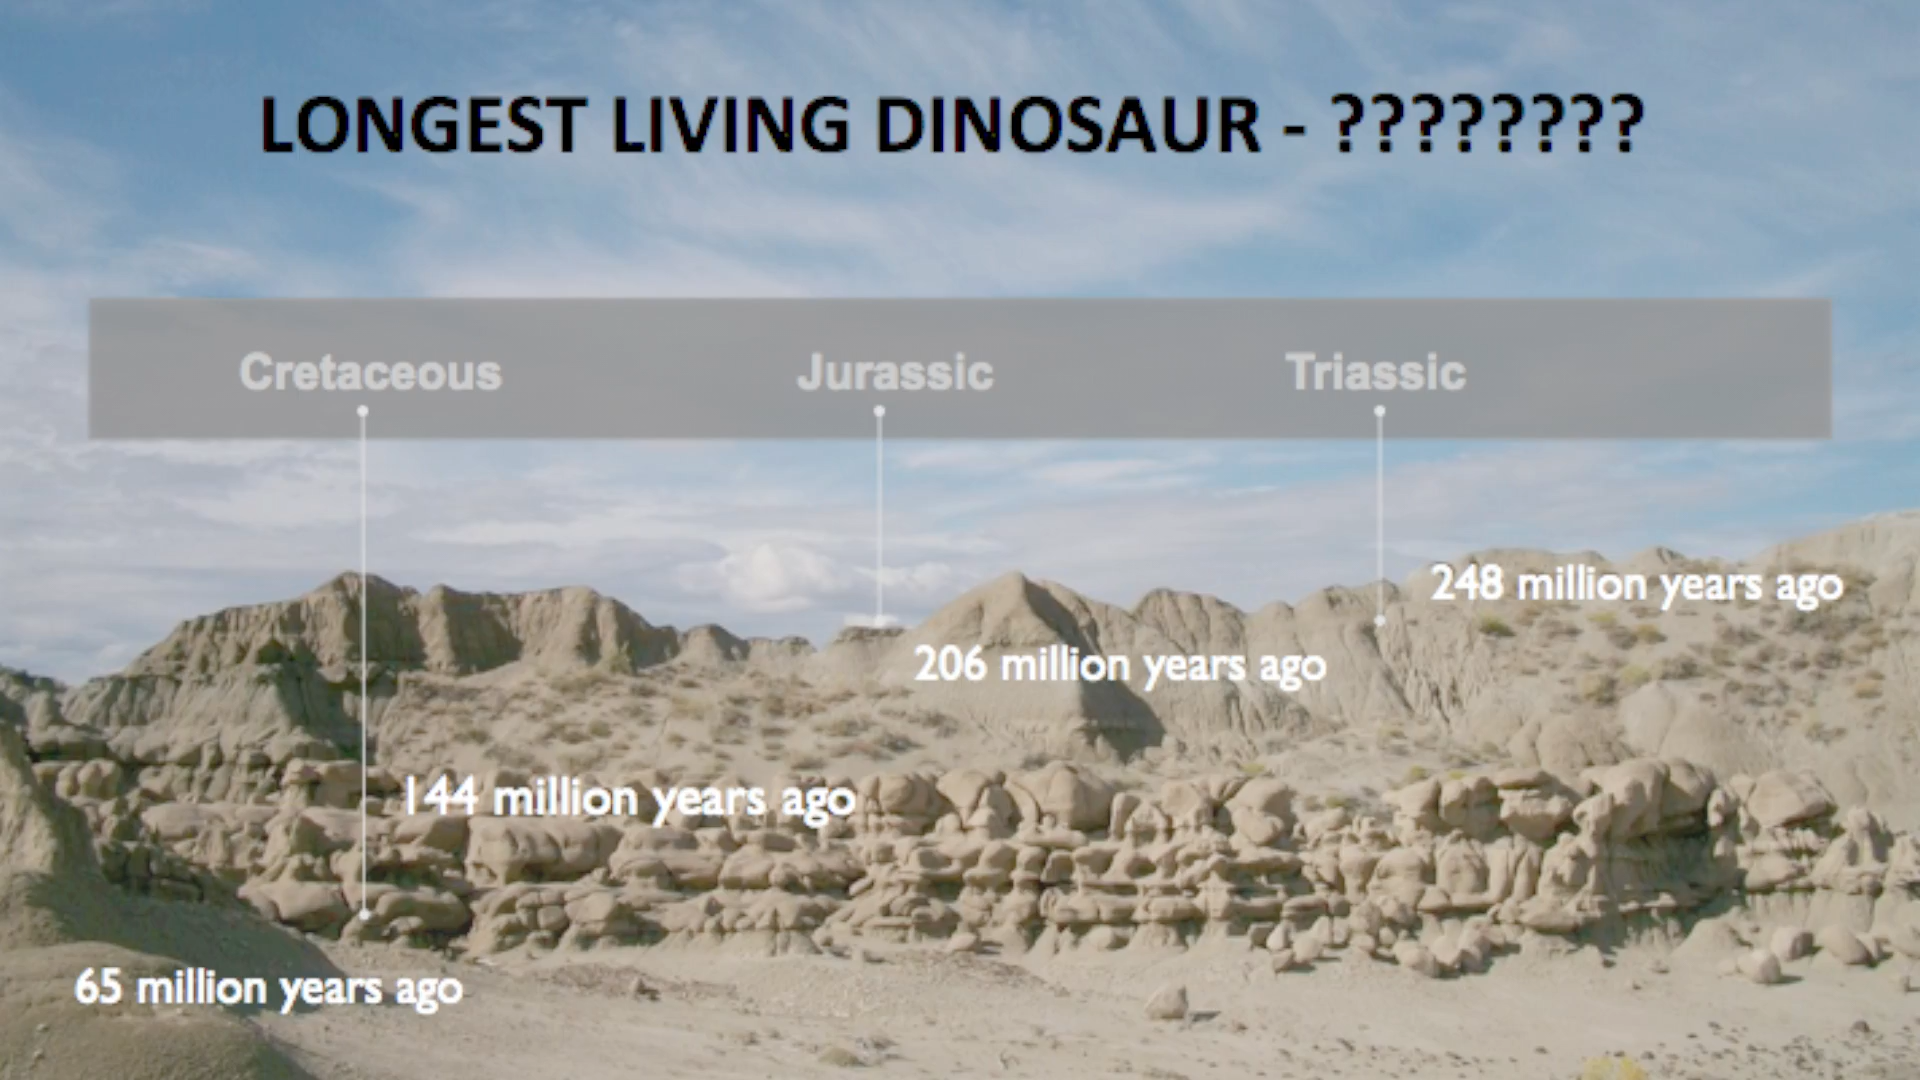 LONGEST LIVING DINOSAUR - ????????
Cretaceous Jurassic Triassic
248 million years ago
206 million years ago
144 million years ago
65 million years ago